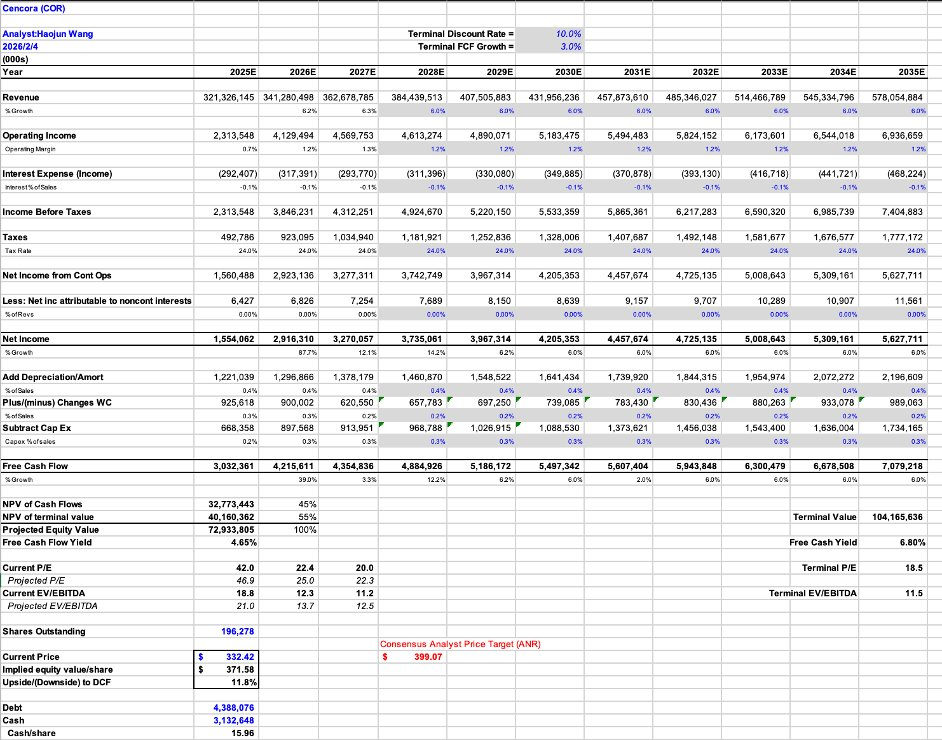 Cencora (COR)
Analyst:Haojun Wang Terminal Discount Rate = 10.0%
2026/2/4 Terminal FCF Growth = 3.0%
(000s)
Year 2025E 2026E 2027E 2028E 2029E 2030E 2031E 2032E 2033E 2034E 2035E
Revenue 321,326,145 341,280,498 362,678,785 384,439,513 407,505,883 431,956,236 457,873,610 485,346,027 514,466,789 545,334,796 578,054,884
% Growth 6.2% 6.3% 6.0% 6.0% 6.0% 6.0% 6.0% 6.0% 6.0% 6.0%
Operating Income 2,313,548 4,129,494 4,569,753 4,613,274 4,890,071 5,183,475 5,494,483 5,824,152 6,173,601 6,544,018 6,936,659
Operating Margin 0.7% 1.2% 1.3% 1.2% 1.2% 1.2% 1.2% 1.2% 1.2% 1.2% 1.2%
Interest Expense (Income) (292,407) (317,391) (293,770) (311,396) (330,080) (349,885) (370,878) (393,130) (416,718) (441,721) (468,224)
Interest % of Sales -0.1% -0.1% -0.1% -0.1% -0.1% -0.1% -0.1% -0.1% -0.1% -0.1% -0.1%
Income Before Taxes 2,313,548 3,846,231 4,312,251 4,924,670 5,220,150 5,533,359 5,865,361 6,217,283 6,590,320 6,985,739 7,404,883
Taxes 492,786 923,095 1,034,940 1,181,921 1,252,836 1,328,006 1,407,687 1,492,148 1,581,677 1,676,577 1,777,172
Tax Rate 24.0% 24.0% 24.0% 24.0% 24.0% 24.0% 24.0% 24.0% 24.0% 24.0% 24.0%
Net Income from Cont Ops 1,560,488 2,923,136 3,277,311 3,742,749 3,967,314 4,205,353 4,457,674 4,725,135 5,008,643 5,309,161 5,627,711
Less: Net inc attributable to noncont interests 6,427 6,826 7,254 7,689 8,150 8,639 9,157 9,707 10,289 10,907 11,561
% of Revs 0.00% 0.00% 0.00% 0.00% 0.00% 0.00% 0.00% 0.00% 0.00% 0.00% 0.00%
Net Income 1,554,062 2,916,310 3,270,057 3,735,061 3,967,314 4,205,353 4,457,674 4,725,135 5,008,643 5,309,161 5,627,711
% Growth 87.7% 12.1% 14.2% 6.2% 6.0% 6.0% 6.0% 6.0% 6.0% 6.0%
Add Depreciation/Amort 1,221,039 1,296,866 1,378,179 1,460,870 1,548,522 1,641,434 1,739,920 1,844,315 1,954,974 2,072,272 2,196,609
% of Sales 0.4% 0.4% 0.4% 0.4% 0.4% 0.4% 0.4% 0.4% 0.4% 0.4% 0.4%
Plus/(minus) Changes WC 925,618 900,002 620,550 657,783 697,250 739,085 783,430 830,436 880,263 933,078 989,063
% of Sales 0.3% 0.3% 0.2% 0.2% 0.2% 0.2% 0.2% 0.2% 0.2% 0.2% 0.2%
Subtract Cap Ex 668,358 897,568 913,951 968,788 1,026,915 1,088,530 1,373,621 1,456,038 1,543,400 1,636,004 1,734,165
Capex % of sales 0.2% 0.3% 0.3% 0.3% 0.3% 0.3% 0.3% 0.3% 0.3% 0.3% 0.3%
Free Cash Flow 3,032,361 4,215,611 4,354,836 4,884,926 5,186,172 5,497,342 5,607,404 5,943,848 6,300,479 6,678,508 7,079,218
% Growth 39.0% 3.3% 12.2% 6.2% 6.0% 2.0% 6.0% 6.0% 6.0% 6.0%
NPV of Cash Flows 32,773,443 45%
NPV of terminal value 40,160,362 55% Terminal Value 104,165,636
Projected Equity Value 72,933,805 100%
Free Cash Flow Yield 4.65% Free Cash Yield 6.80%
Current P/E 42.0 22.4 20.0 Terminal P/E 18.5
Projected P/E 46.9 25.0 22.3
Current EV/EBITDA 18.8 12.3 11.2 Terminal EV/EBITDA 11.5
Projected EV/EBITDA 21.0 13.7 12.5
Shares Outstanding 196,278
Consensus Analyst Price Target (ANR)
Current Price $ 332.42 $ 399.07
Implied equity value/share $ 371.58
Upside/(Downside) to DCF 11.8%
Debt 4,388,076
Cash 3,132,648
Cash/share 15.96